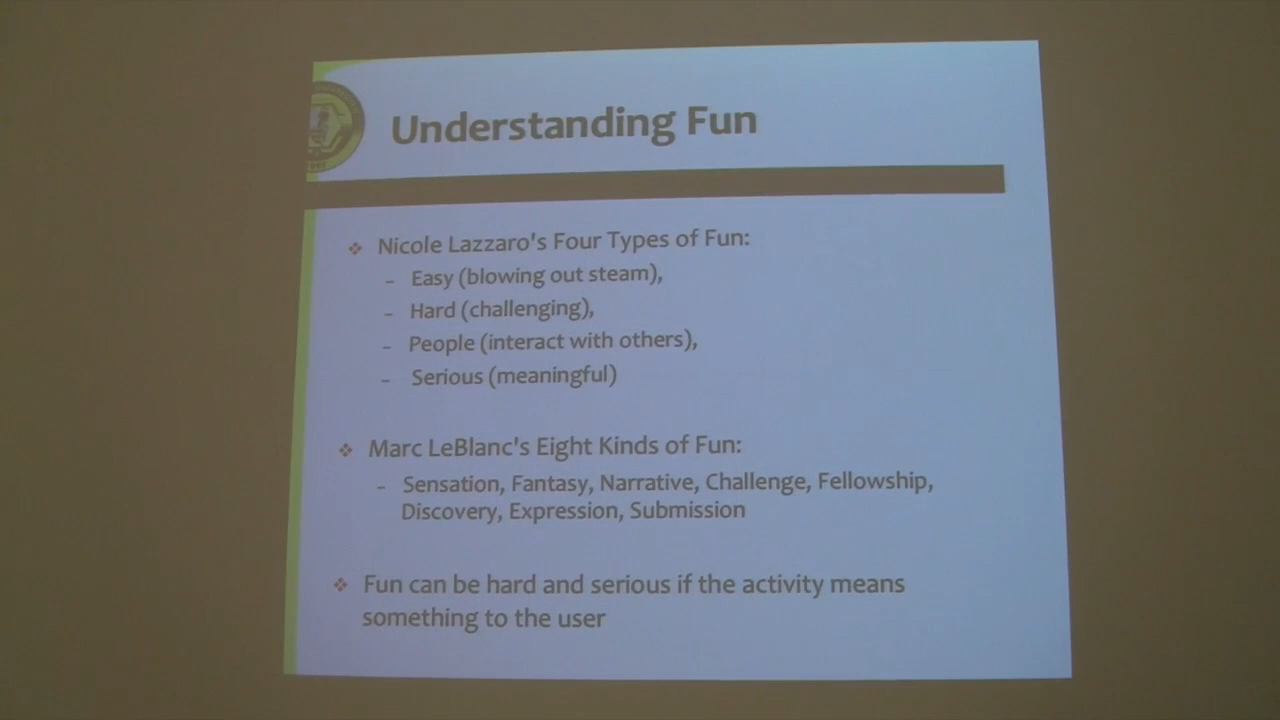 Understanding Fun
❖ Nicole Lazzaro's Four Types of Fun:
– Easy (blowing out steam),
– Hard (challenging),
– People (interact with others),
– Serious (meaningful)
❖ Marc LeBlanc's Eight Kinds of Fun:
– Sensation, Fantasy, Narrative, Challenge, Fellowship,
Discovery, Expression, Submission
❖ Fun can be hard and serious if the activity means
something to the user